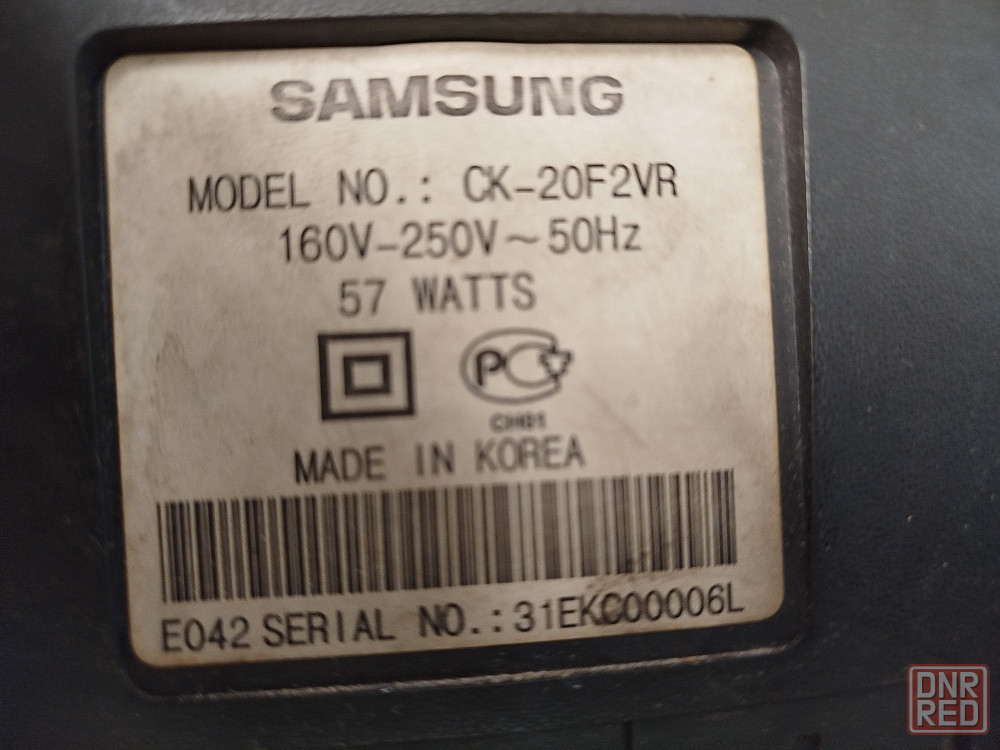 SAMSUNG
MODEL NO.: CK-20F2VR
160V-250V~50Hz
57 WATTS
PC
MADE IN KOREA
E042 SERIAL NO.: 31EKC00006L
DNR
RED